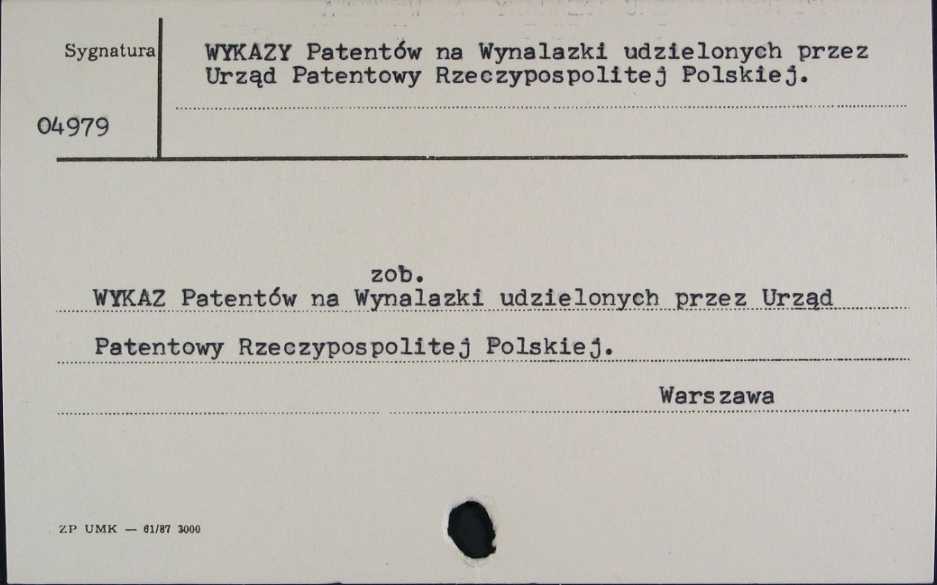 Sygnatura
WYKAZY Patentów na Wynalazki udzielonych przez
Urząd Patentowy Rzeczypospolitej Polskiej.
04979
zob.
WYKAZ Patentów na Wynalazki udzielonych przez Urząd
Patentowy Rzeczypospolitej Polskiej.
Warszawa
ZP UMK — 61/87 3000